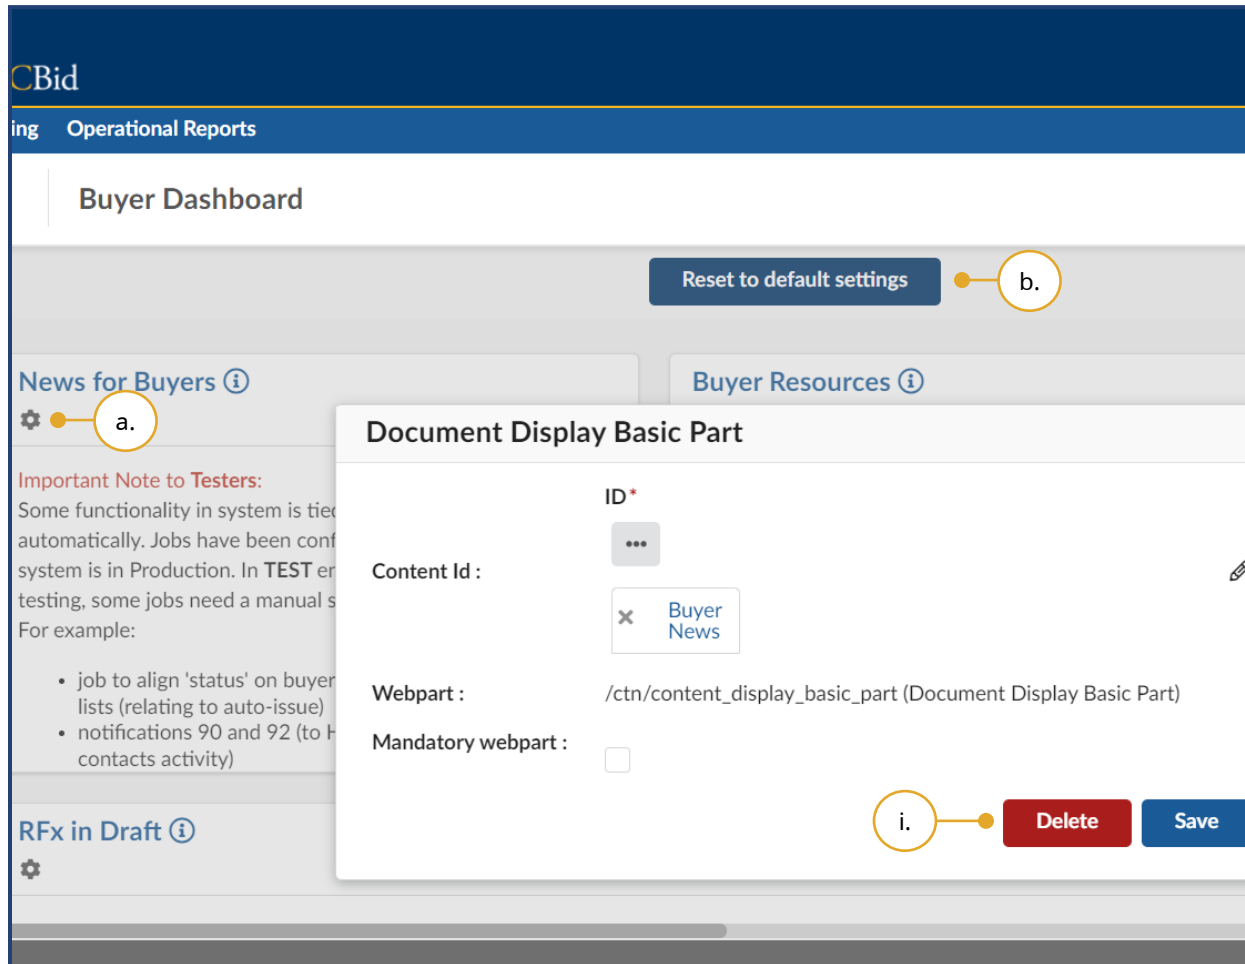 CBid
ing Operational Reports
Buyer Dashboard
Reset to default settings
b.
News for Buyers
Buyer Resources
a.
Document Display Basic Part
Important Note to Testers:
Some functionality in system is tied
automatically. Jobs have been conf
system is in Production. In TEST en
testing, some jobs need a manual s
For example:
• job to align 'status' on buyer
lists (relating to auto-issue)
• notifications 90 and 92 (to H
contacts activity)
ID*
•••
Content Id :
Buyer
News
Webpart :
/ctn/content_display_basic_part (Document Display Basic Part)
Mandatory webpart :
i.
Delete
Save
RFx in Draft